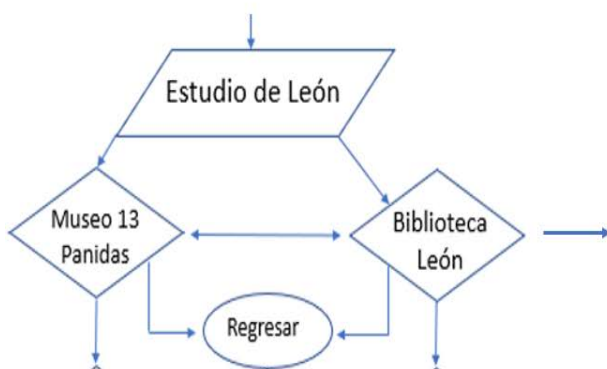 Estudio de León
Museo 13
Panidas
Biblioteca
León
Regresar